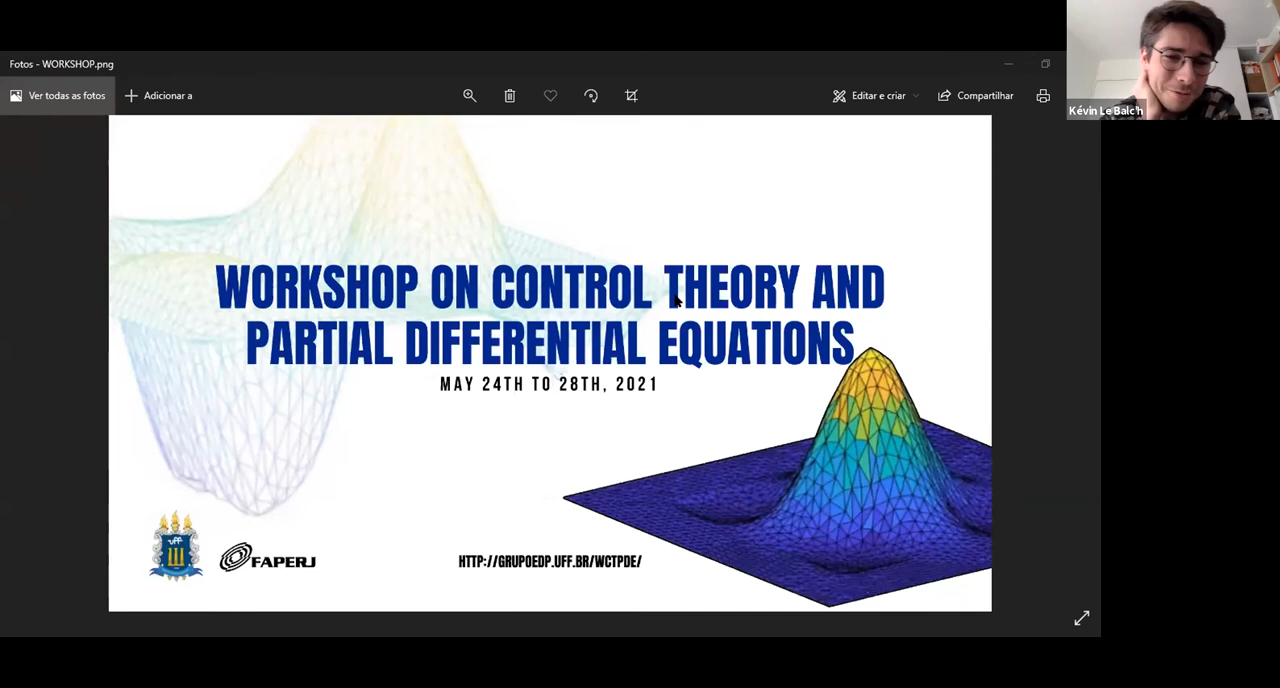 Fotos - WORKSHOP.png
Ver todas as fotos
Adicionar a
Editar e criar
Compartilhar
Kévin Le Balc'h
WORKSHOP ON CONTROL THEORY AND
PARTIAL DIFFERENTIAL EQUATIONS
MAY 24TH TO 28TH, 2021
uff
FAPERJ
HTTP://GRUPOEDP.UFF.BR/WCTPDE/